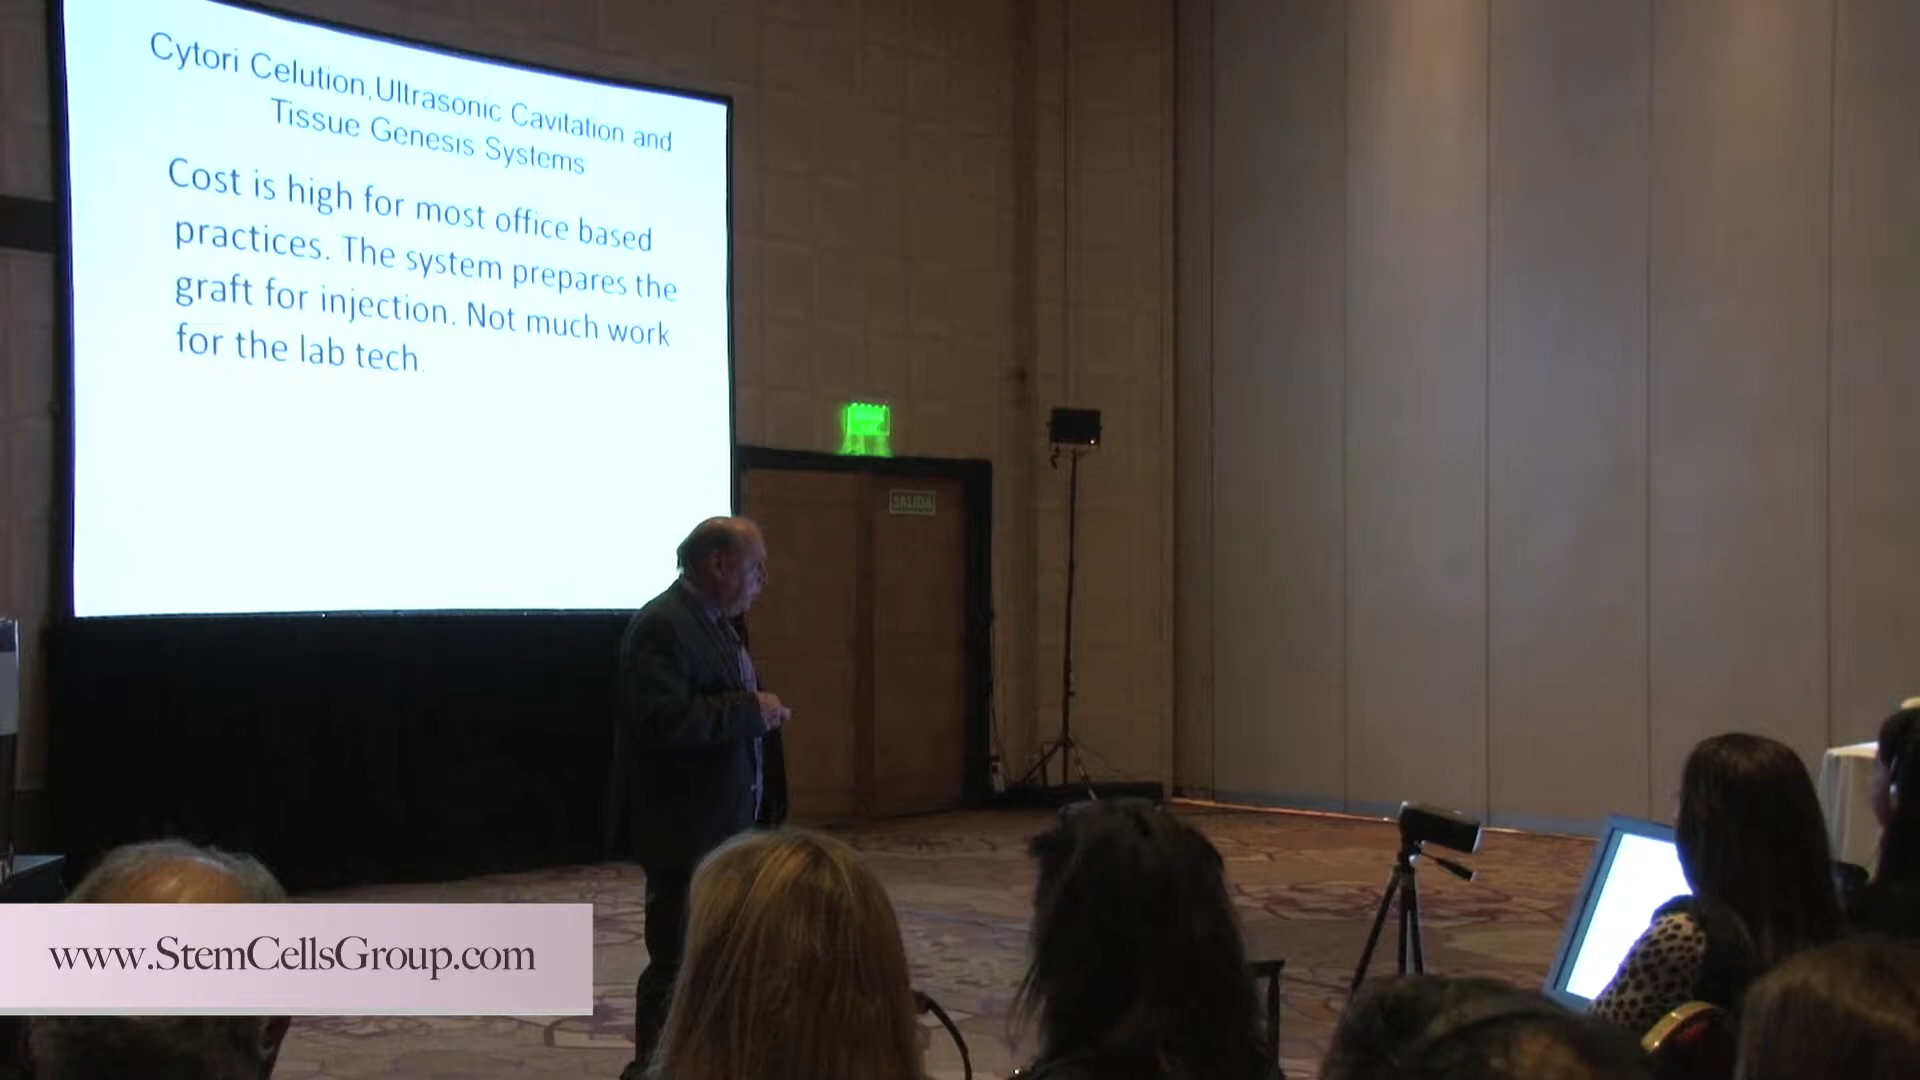 Cytori Celution,Ultrasonic Cavitation and
Tissue Genesis Systems
Cost is high for most office based
practices. The system prepares the
graft for injection. Not much work
for the lab tech.
SALIDA
www.StemCellsGroup.com